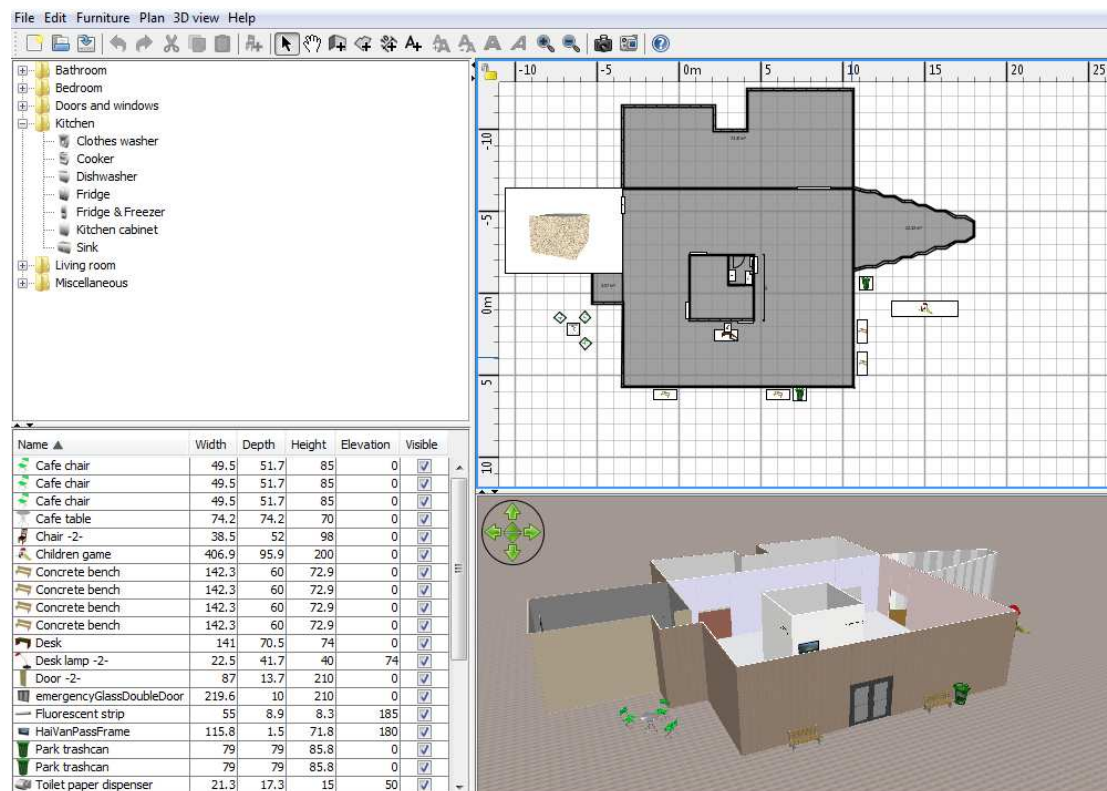 File Edit Furniture Plan 3D view Help
Bathroom
Bedroom
Doors and windows
Kitchen
Clothes washer
Cooker
Dishwasher
Fridge
Fridge & Freezer
Kitchen cabinet
Sink
Living room
Miscellaneous
-10 -5 0m 5 10 15 20 25
-10
-5
0m
5
10
Name Width Depth Height Elevation Visible
Cafe chair 49.5 51.7 85 0
Cafe chair 49.5 51.7 85 0
Cafe chair 49.5 51.7 85 0
Cafe table 74.2 74.2 70 0
Chair -2- 38.5 52 98 0
Children game 406.9 95.9 200 0
Concrete bench 142.3 60 72.9 0
Concrete bench 142.3 60 72.9 0
Concrete bench 142.3 60 72.9 0
Concrete bench 142.3 60 72.9 0
Desk 141 70.5 74 0
Desk lamp -2- 22.5 41.7 40 74
Door -2- 87 13.7 210 0
emergencyGlassDoubleDoor 219.6 10 210 0
Fluorescent strip 55 8.9 8.3 185
HaiVanPassFrame 115.8 1.5 71.8 180
Park trashcan 79 79 85.8 0
Park trashcan 79 79 85.8 0
Toilet paper dispenser 21.3 17.3 15 50